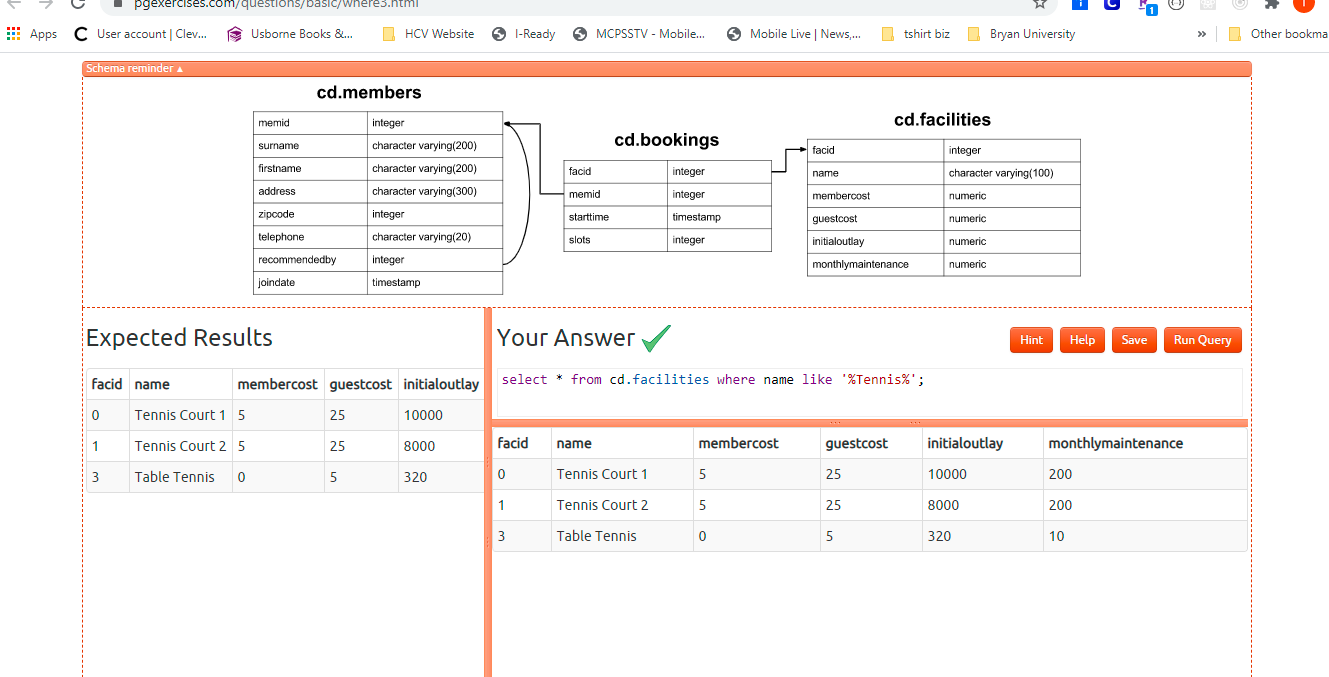 pgexercises.com/questions/basic/where3.html
Apps User account | Clev... Usborne Books &... HCV Website I-Ready MCPSSTV - Mobile... Mobile Live | News,... tshirt biz Bryan University » Other bookma
Schema reminder ▴
cd.members
memid integer
surname character varying(200)
firstname character varying(200)
address character varying(300)
zipcode integer
telephone character varying(20)
recommendedby integer
joindate timestamp
cd.bookings
facid integer
memid integer
starttime timestamp
slots integer
cd.facilities
facid integer
name character varying(100)
membercost numeric
guestcost numeric
initialoutlay numeric
monthlymaintenance numeric
Expected Results
facid name membercost guestcost initialoutlay
0 Tennis Court 1 5 25 10000
1 Tennis Court 2 5 25 8000
3 Table Tennis 0 5 320
Your Answer
Hint Help Save Run Query
select * from cd.facilities where name like '%Tennis%';
facid name membercost guestcost initialoutlay monthlymaintenance
0 Tennis Court 1 5 25 10000 200
1 Tennis Court 2 5 25 8000 200
3 Table Tennis 0 5 320 10